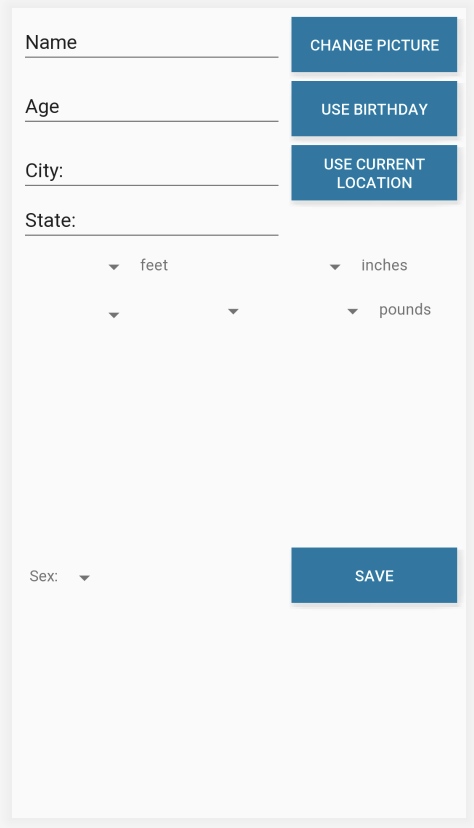 Name
CHANGE PICTURE
Age
USE BIRTHDAY
City:
USE CURRENT
LOCATION
State:
feet
inches
pounds
Sex:
SAVE